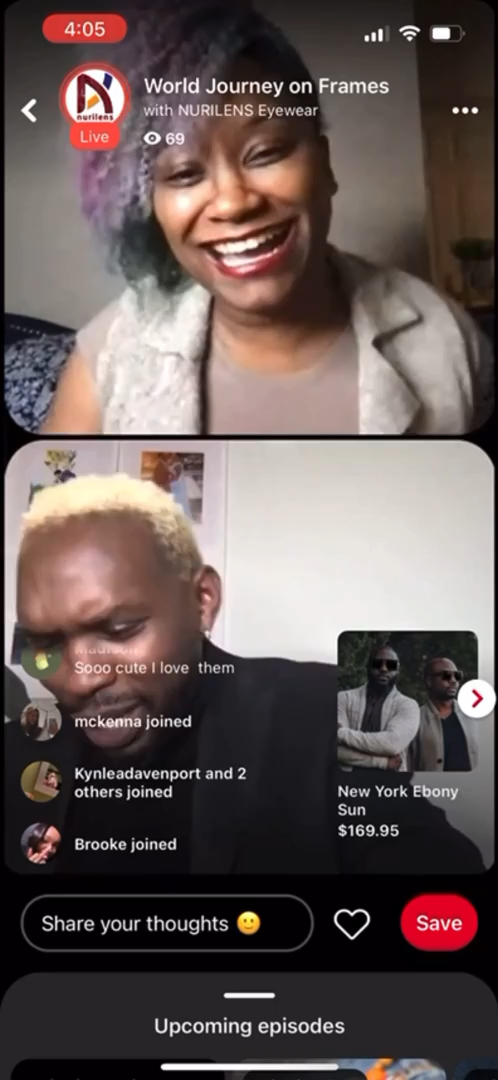 4:05
World Journey on Frames
with NURILENS Eyewear
nurilens
Live
69
Madison
Sooo cute I love them
mckenna joined
Kynleadavenport and 2
others joined
Brooke joined
New York Ebony
Sun
$169.95
Share your thoughts 🙂
Save
Upcoming episodes